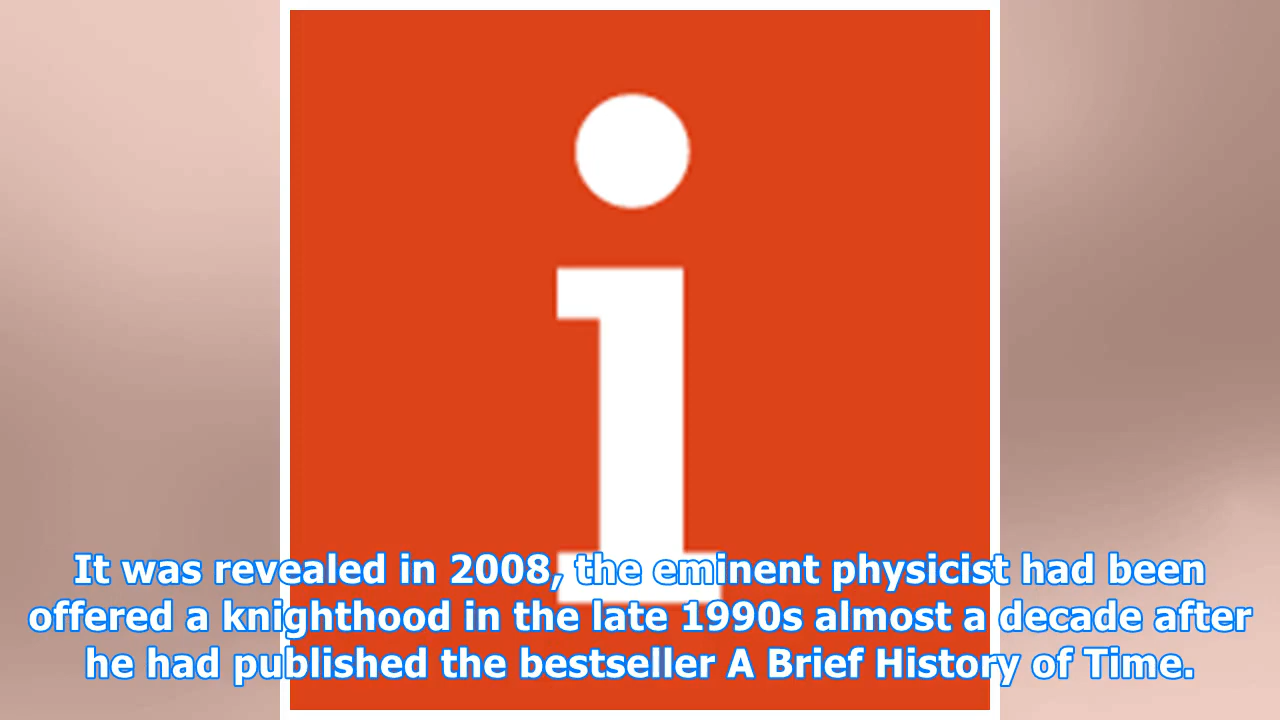 i
It was revealed in 2008, the eminent physicist had been
offered a knighthood in the late 1990s almost a decade after
he had published the bestseller A Brief History of Time.